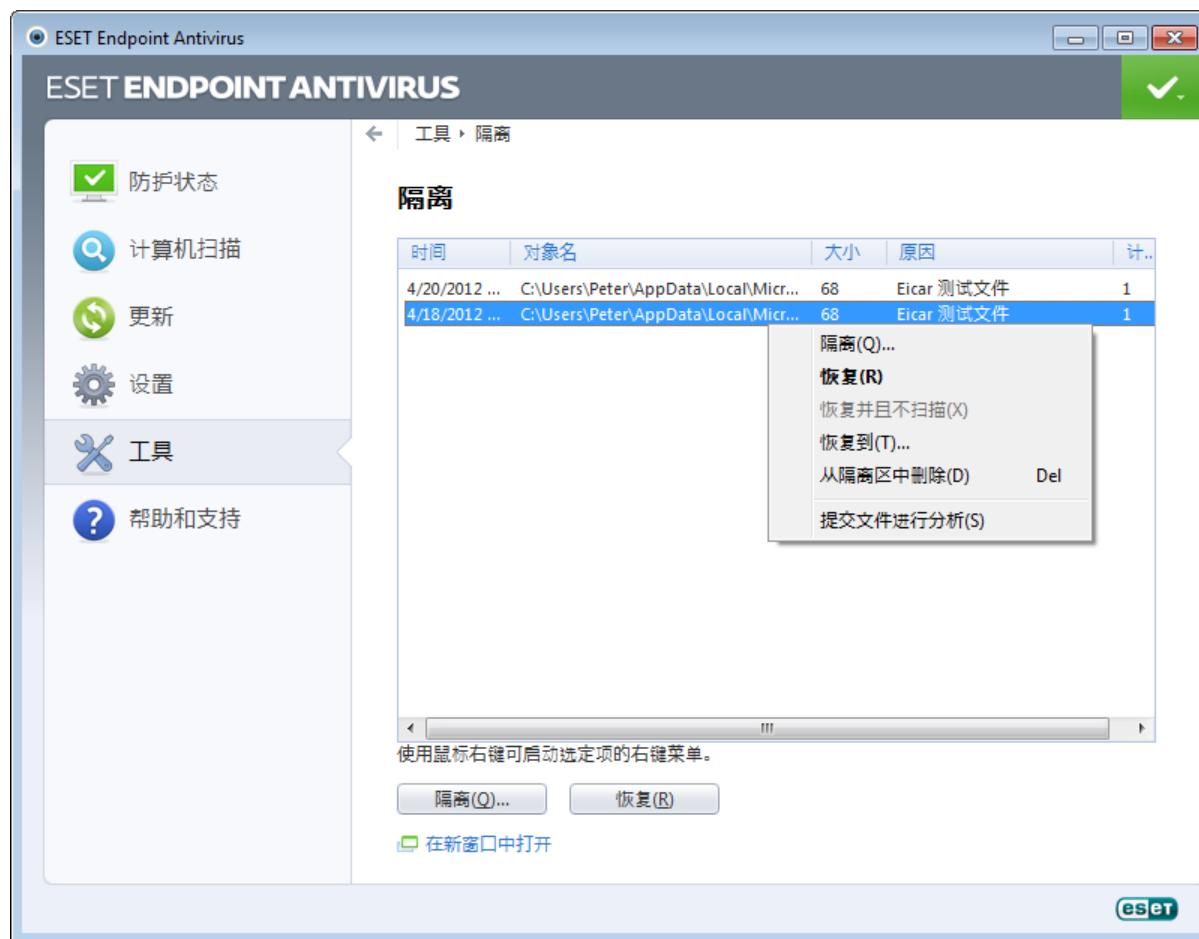 ESET Endpoint Antivirus
ESET ENDPOINT ANTIVIRUS
工具 隔离
防护状态
计算机扫描
更新
设置
工具
帮助和支持
隔离
时间 对象名 大小 原因 计..
4/20/2012 ... C:\Users\Peter\AppData\Local\Micr... 68 Eicar 测试文件 1
4/18/2012 ... C:\Users\Peter\AppData\Local\Micr... 68 Eicar 测试文件 1
隔离(Q)...
恢复(R)
恢复并且不扫描(X)
恢复到(T)...
从隔离区中删除(D) Del
提交文件进行分析(S)
使用鼠标右键可启动选定项的右键菜单。
隔离(Q)... 恢复(R)
在新窗口中打开
eset